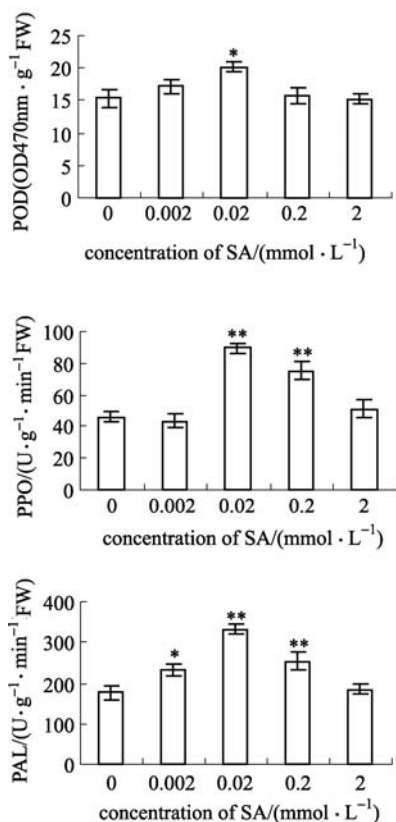 POD(OD470nm · g⁻¹ FW)
25
20
15
10
5
0
*
0 0.002 0.02 0.2 2
concentration of SA/(mmol · L⁻¹)
PPO/(U·g⁻¹·min⁻¹FW)
100
80
60
40
20
0
** **
0 0.002 0.02 0.2 2
concentration of SA/(mmol · L⁻¹)
PAL/(U·g⁻¹·min⁻¹FW)
400
300
200
100
0
* ** **
0 0.002 0.02 0.2 2
concentration of SA/(mmol · L⁻¹)